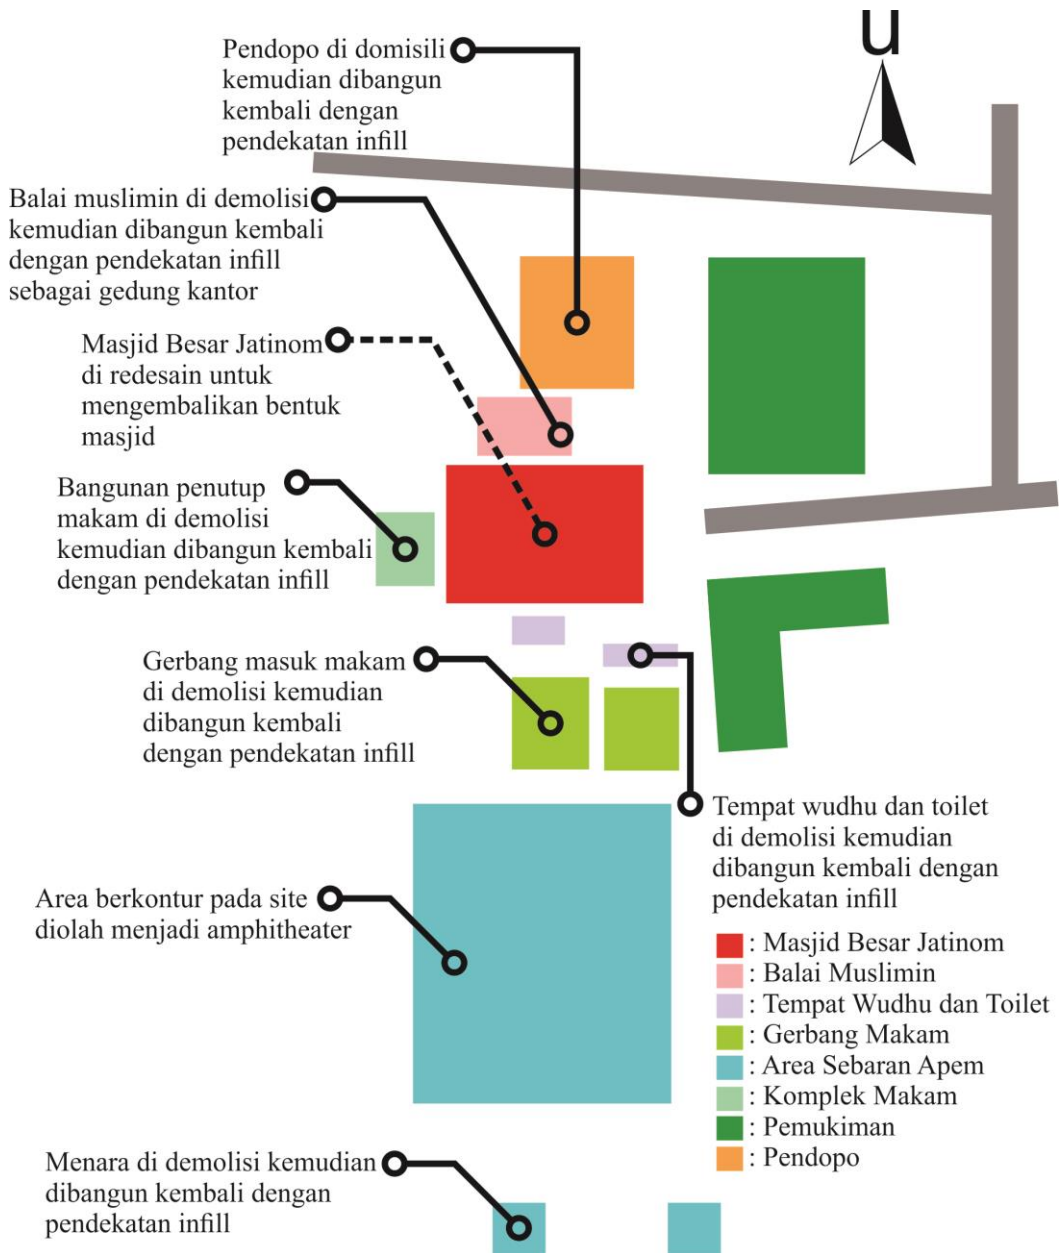 u
Pendopo di domisili
kemudian dibangun
kembali dengan
pendekatan infill
Balai muslimin di demolisi
kemudian dibangun kembali
dengan pendekatan infill
sebagai gedung kantor
Masjid Besar Jatinom
di redesain untuk
mengembalikan bentuk
masjid
Bangunan penutup
makam di demolisi
kemudian dibangun kembali
dengan pendekatan infill
Gerbang masuk makam
di demolisi kemudian
dibangun kembali
dengan pendekatan infill
Tempat wudhu dan toilet
di demolisi kemudian
dibangun kembali dengan
pendekatan infill
Area berkontur pada site
diolah menjadi amphitheater
: Masjid Besar Jatinom
: Balai Muslimin
: Tempat Wudhu dan Toilet
: Gerbang Makam
: Area Sebaran Apem
: Komplek Makam
: Pemukiman
: Pendopo
Menara di demolisi kemudian
dibangun kembali dengan
pendekatan infill